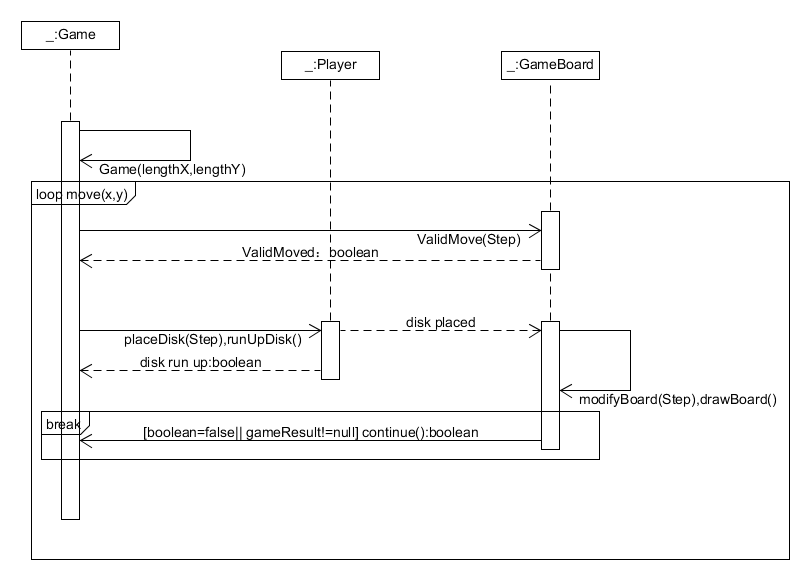 _:Game
_:Player
_:GameBoard
Game(lengthX,lengthY)
loop move(x,y)
ValidMove(Step)
ValidMoved：boolean
disk placed
placeDisk(Step),runUpDisk()
disk run up:boolean
modifyBoard(Step),drawBoard()
break
[boolean=false|| gameResult!=null] continue():boolean